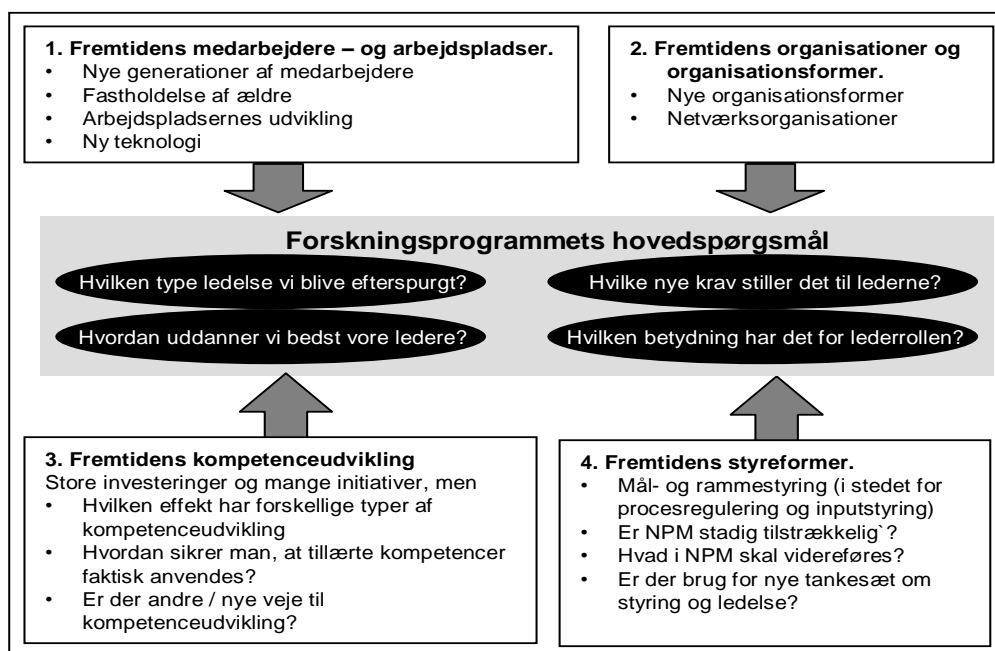 1. Fremtidens medarbejdere – og arbejdspladser.
• Nye generationer af medarbejdere
• Fastholdelse af ældre
• Arbejdspladsernes udvikling
• Ny teknologi
2. Fremtidens organisationer og
organisationsformer.
• Nye organisationsformer
• Netværksorganisationer
Forskningsprogrammets hovedspørgsmål
Hvilken type ledelse vi blive efterspurgt?
Hvilke nye krav stiller det til lederne?
Hvordan uddanner vi bedst vore ledere?
Hvilken betydning har det for lederrollen?
3. Fremtidens kompetenceudvikling
Store investeringer og mange initiativer, men
• Hvilken effekt har forskellige typer af
kompetenceudvikling
• Hvordan sikrer man, at tillærte kompetencer
faktisk anvendes?
• Er der andre / nye veje til
kompetenceudvikling?
4. Fremtidens styreformer.
• Mål- og rammestyring (i stedet for
procesregulering og inputstyring)
• Er NPM stadig tilstrækkelig`?
• Hvad i NPM skal videreføres?
• Er der brug for nye tankesæt om
styring og ledelse?